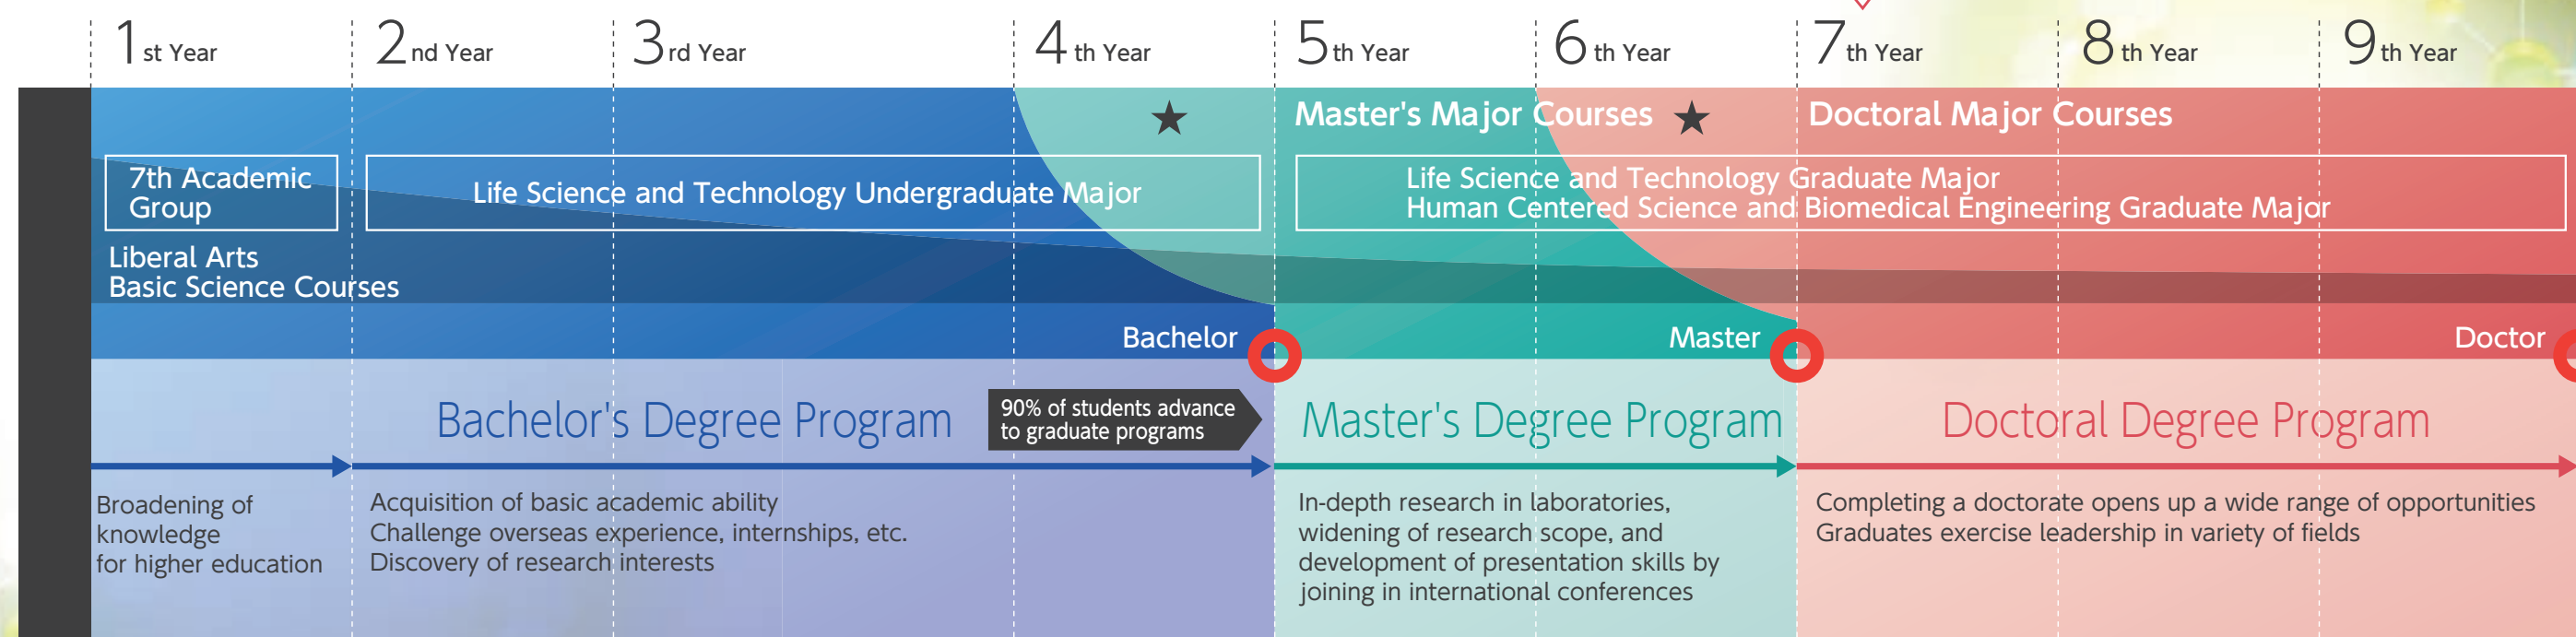 1st Year
2nd Year
3rd Year
4th Year
5th Year
6th Year
7th Year
8th Year
9th Year
★
Master's Major Courses ★
Doctoral Major Courses
7th Academic
Group
Life Science and Technology Undergraduate Major
Life Science and Technology Graduate Major
Human Centered Science and Biomedical Engineering Graduate Major
Liberal Arts
Basic Science Courses
Bachelor
Master
Doctor
Bachelor's Degree Program
90% of students advance
to graduate programs
Master's Degree Program
Doctoral Degree Program
Broadening of
knowledge
for higher education
Acquisition of basic academic ability
Challenge overseas experience, internships, etc.
Discovery of research interests
In-depth research in laboratories,
widening of research scope, and
development of presentation skills by
joining in international conferences
Completing a doctorate opens up a wide range of opportunities
Graduates exercise leadership in variety of fields